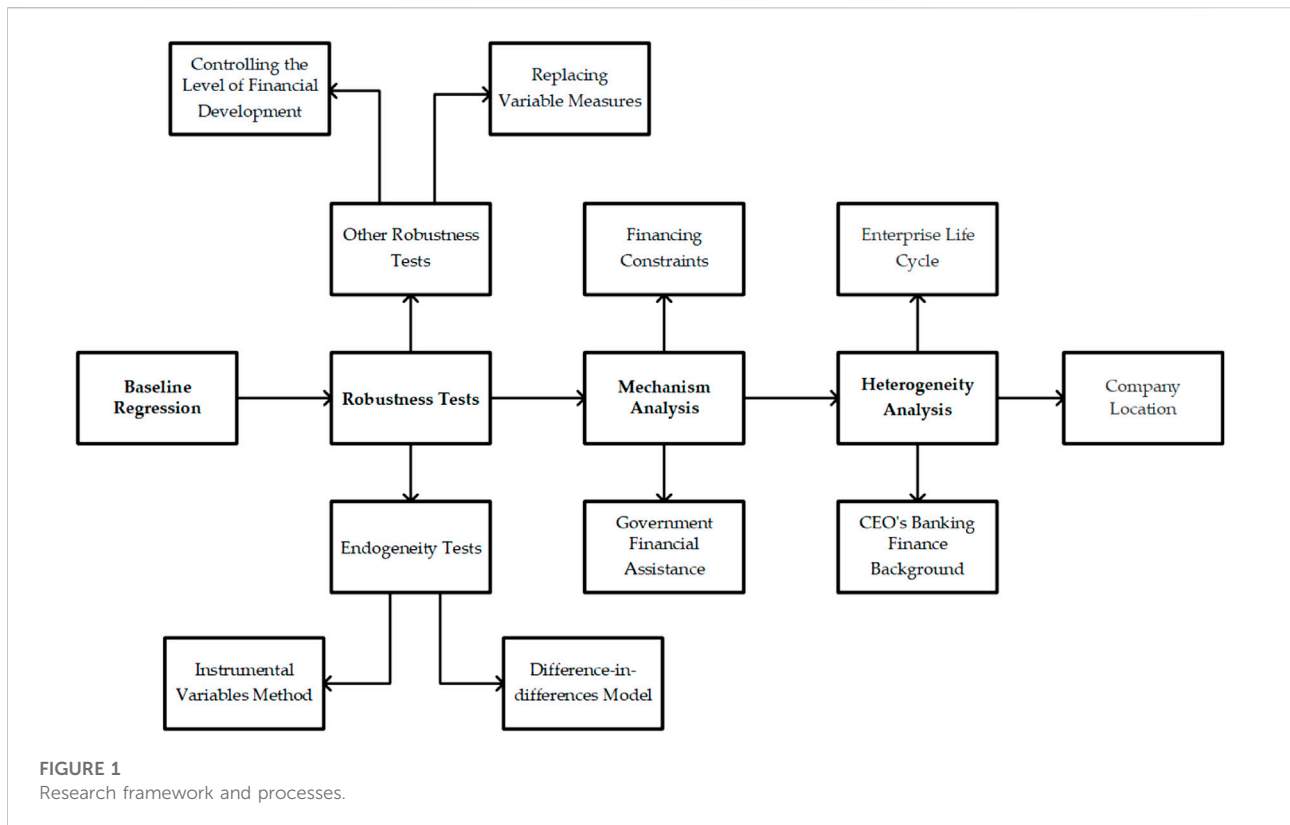 Controlling the
Level of Financial
Development
Replacing
Variable Measures
Other Robustness
Tests
Financing
Constraints
Enterprise Life
Cycle
Baseline
Regression
Robustness Tests
Mechanism
Analysis
Heterogeneity
Analysis
Company
Location
Endogeneity Tests
Government
Financial
Assistance
CEO's Banking
Finance
Background
Instrumental
Variables Method
Difference-in-
differences Model
FIGURE 1
Research framework and processes.